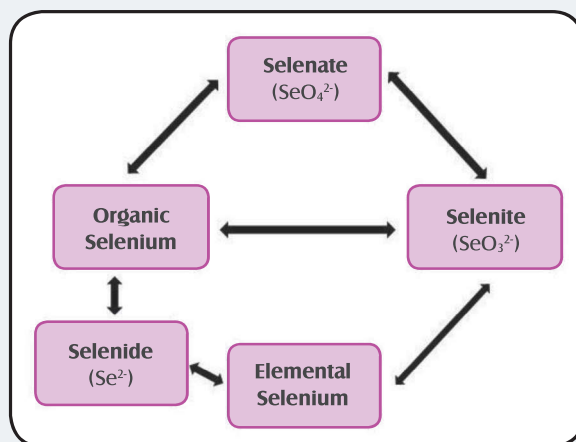 Selenate
(SeO₄²⁻)
Organic
Selenium
Selenite
(SeO₃²⁻)
Selenide
(Se²⁻)
Elemental
Selenium